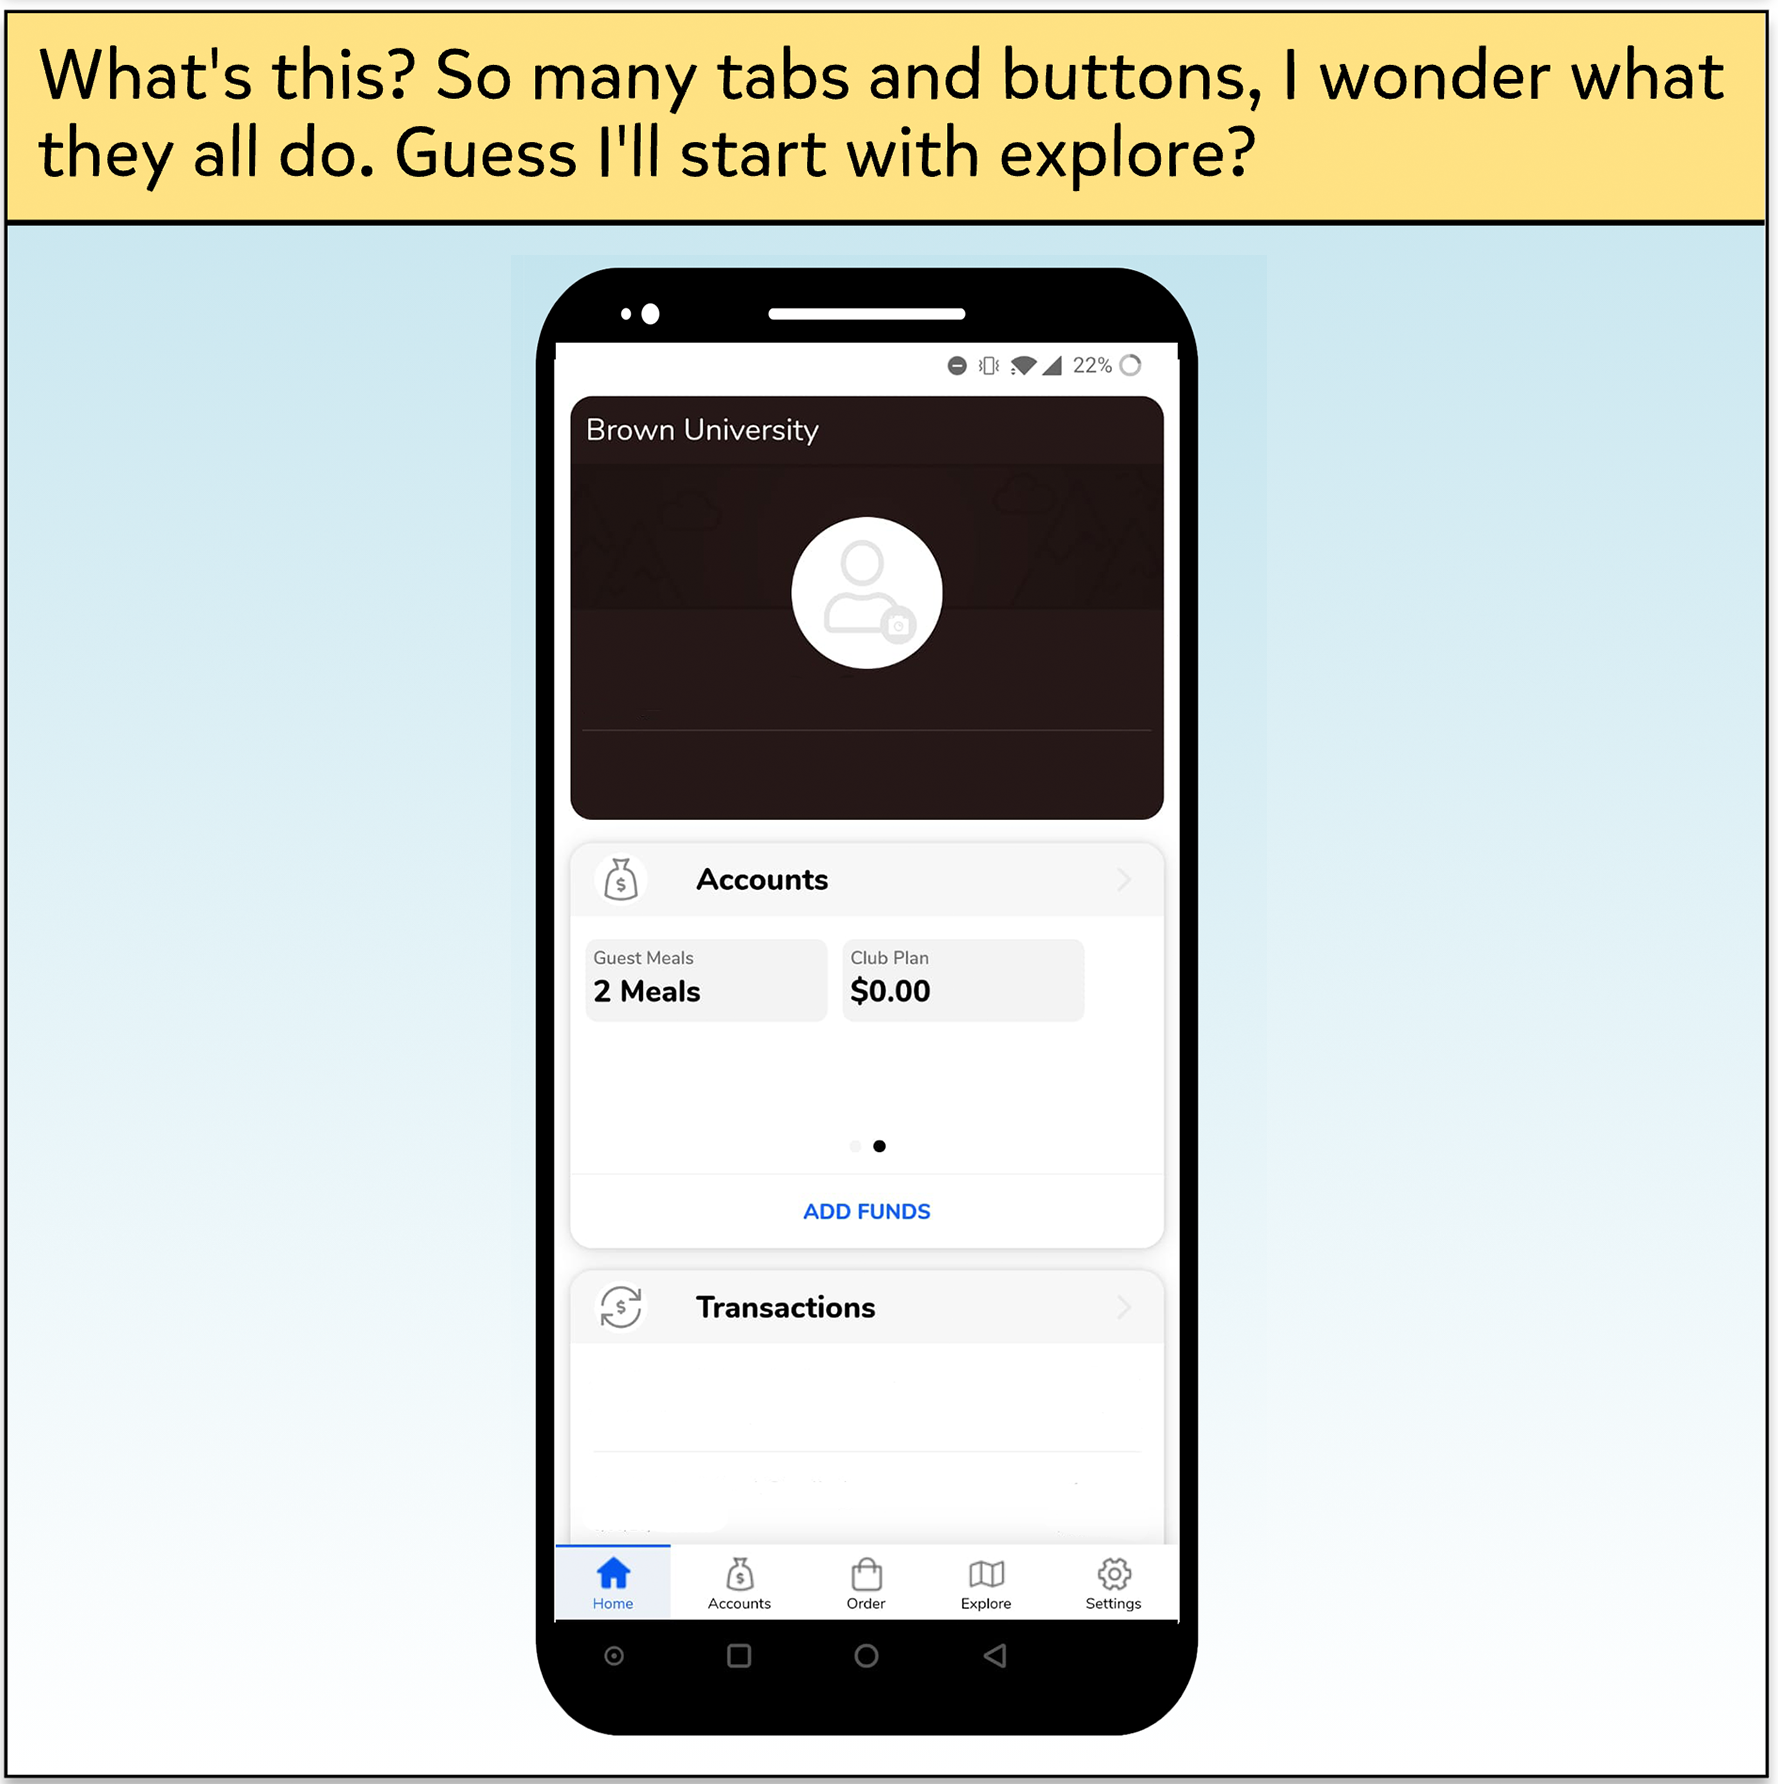 What's this? So many tabs and buttons, I wonder what
they all do. Guess I'll start with explore?
22%
Brown University
$
Accounts
Guest Meals
Club Plan
2 Meals
$0.00
ADD FUNDS
$
Transactions
$
Home
Accounts
Order
Explore
Settings